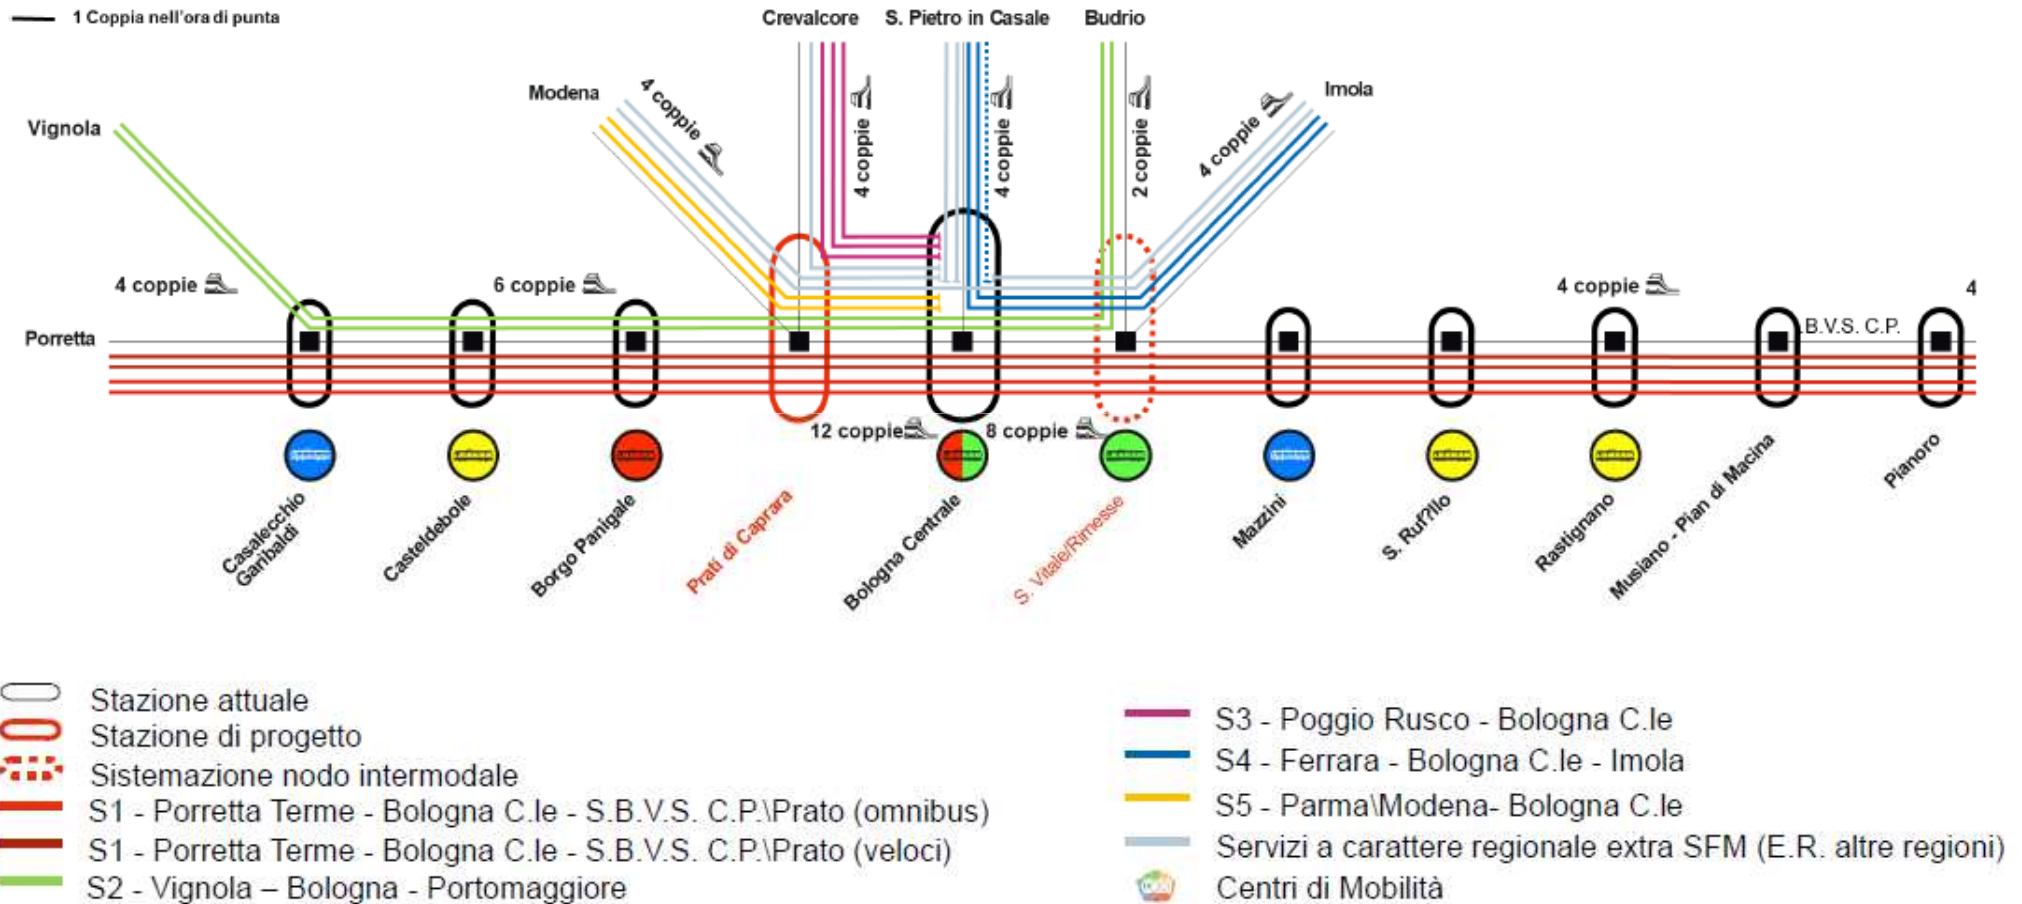 1 Coppia nell'ora di punta
Crevalcore
S. Pietro in Casale
Budrio
Modena
Imola
Vignola
4 coppie
4 coppie
4 coppie
2 coppie
4 coppie
4 coppie
6 coppie
4 coppie
4
Porretta
.B.V.S. C.P.
12 coppie
8 coppie
Casalecchio
Garibaldi
Casteldebole
Borgo Panigale
Prati di Caprara
Bologna Centrale
S. Vitale/Rimesse
Mazzini
S. Ruf?llo
Rastignano
Musiano - Pian di Macina
Pianoro
Stazione attuale
Stazione di progetto
Sistemazione nodo intermodale
S1 - Porretta Terme - Bologna C.le - S.B.V.S. C.P.\Prato (omnibus)
S1 - Porretta Terme - Bologna C.le - S.B.V.S. C.P.\Prato (veloci)
S2 - Vignola – Bologna - Portomaggiore
S3 - Poggio Rusco - Bologna C.le
S4 - Ferrara - Bologna C.le - Imola
S5 - Parma\Modena- Bologna C.le
Servizi a carattere regionale extra SFM (E.R. altre regioni)
Centri di Mobilità